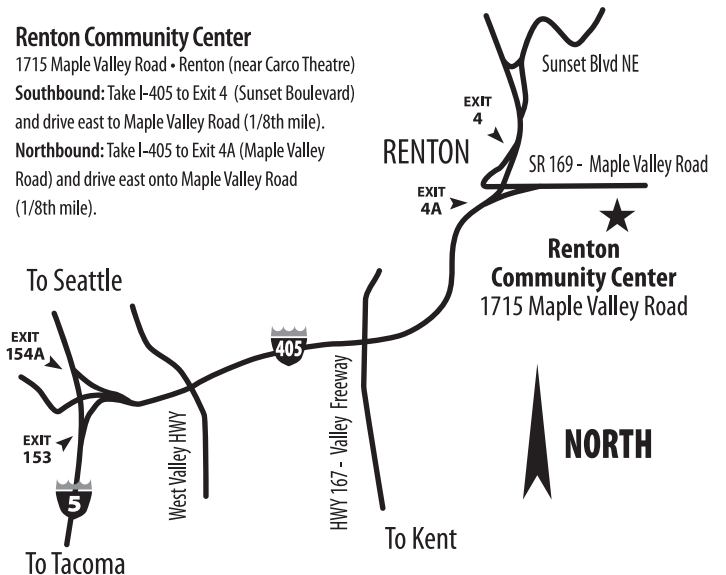 Renton Community Center
1715 Maple Valley Road • Renton (near Carco Theatre)
Southbound: Take I-405 to Exit 4 (Sunset Boulevard)
and drive east to Maple Valley Road (1/8th mile).
Northbound: Take I-405 to Exit 4A (Maple Valley
Road) and drive east onto Maple Valley Road
(1/8th mile).
Sunset Blvd NE
EXIT
4
RENTON
SR 169 - Maple Valley Road
EXIT
4A
Renton
Community Center
1715 Maple Valley Road
To Seattle
EXIT
154A
405
EXIT
153
West Valley HWY
HWY 167 - Valley Freeway
NORTH
5
To Kent
To Tacoma